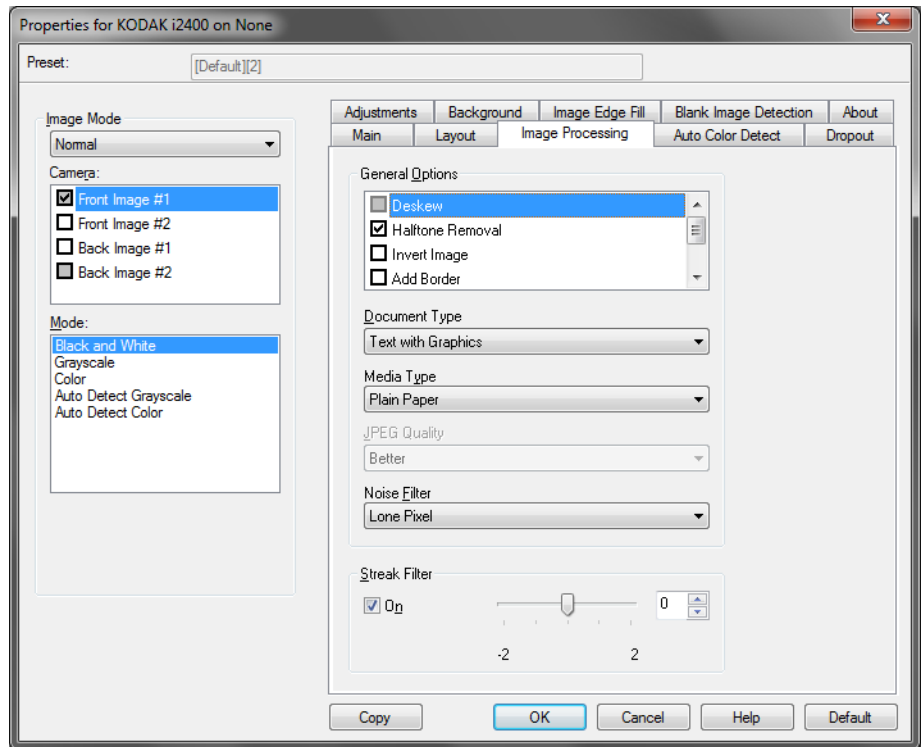 Properties for KODAK i2400 on None
Preset:
[Default][2]
Image Mode
Normal
Camera:
Front Image #1
Front Image #2
Back Image #1
Back Image #2
Mode:
Black and White
Grayscale
Color
Auto Detect Grayscale
Auto Detect Color
Adjustments Background Image Edge Fill Blank Image Detection About
Main Layout Image Processing Auto Color Detect Dropout
General Options
Deskew
Halftone Removal
Invert Image
Add Border
Document Type
Text with Graphics
Media Type
Plain Paper
JPEG Quality
Better
Noise Filter
Lone Pixel
Streak Filter
On 0
-2 2
Copy OK Cancel Help Default